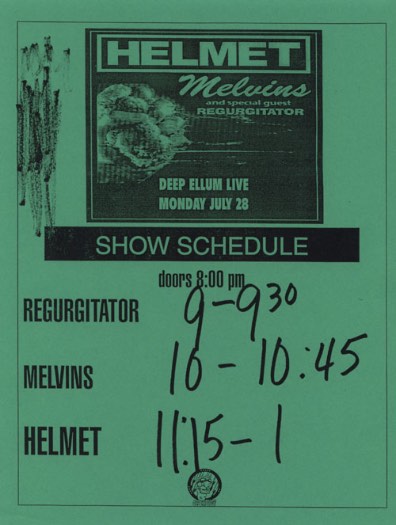 HELMET
Melvins
and special guest
REGURGITATOR
DEEP ELLUM LIVE
MONDAY JULY 28
SHOW SCHEDULE
doors 8:00 pm
REGURGITATOR 9-9³⁰
MELVINS 10-10:45
HELMET 11:15-1